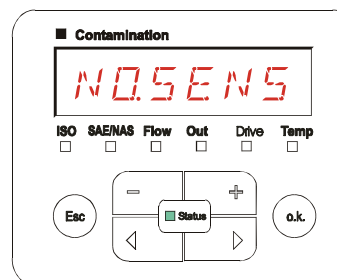 Contamination
NO.SENS
ISO SAE/NAS Flow Out Drive Temp
− +
Esc Status o.k.